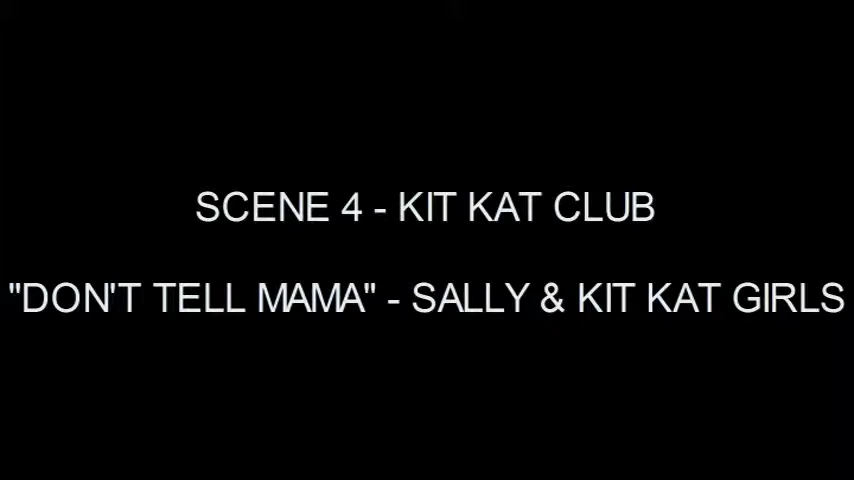 SCENE 4 - KIT KAT CLUB
"DON'T TELL MAMA" - SALLY & KIT KAT GIRLS